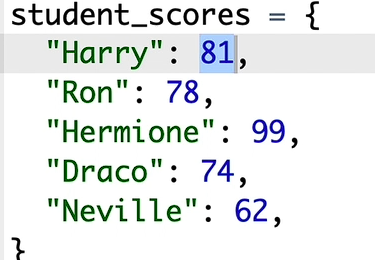 student_scores = {
  "Harry": 81,
  "Ron": 78,
  "Hermione": 99,
  "Draco": 74,
  "Neville": 62,
}